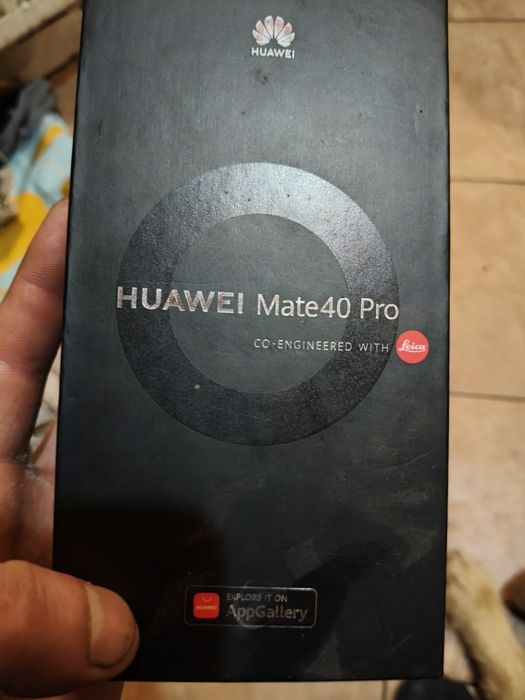 HUAWEI
HUAWEI Mate40 Pro
CO-ENGINEERED WITH Leica
EXPLORE IT ON
HUAWEI AppGallery